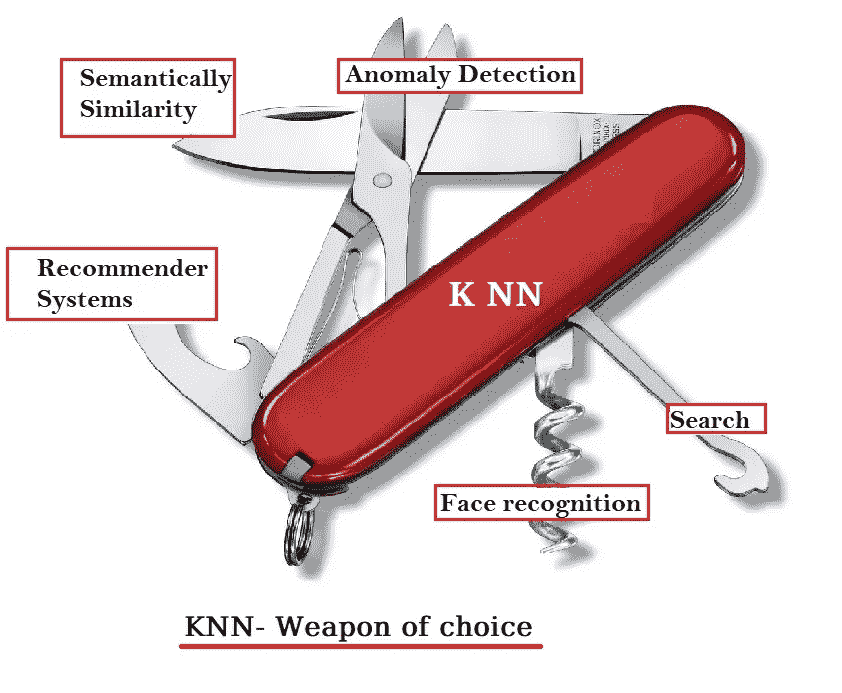 Semantically
Similarity
Anomaly Detection
Recommender
Systems
K NN
Search
Face recognition
KNN- Weapon of choice